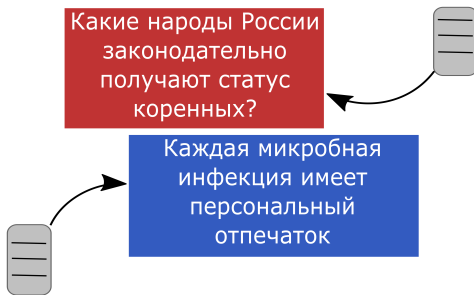 Какие народы России
законодательно
получают статус
коренных?
Каждая микробная
инфекция имеет
персональный
отпечаток